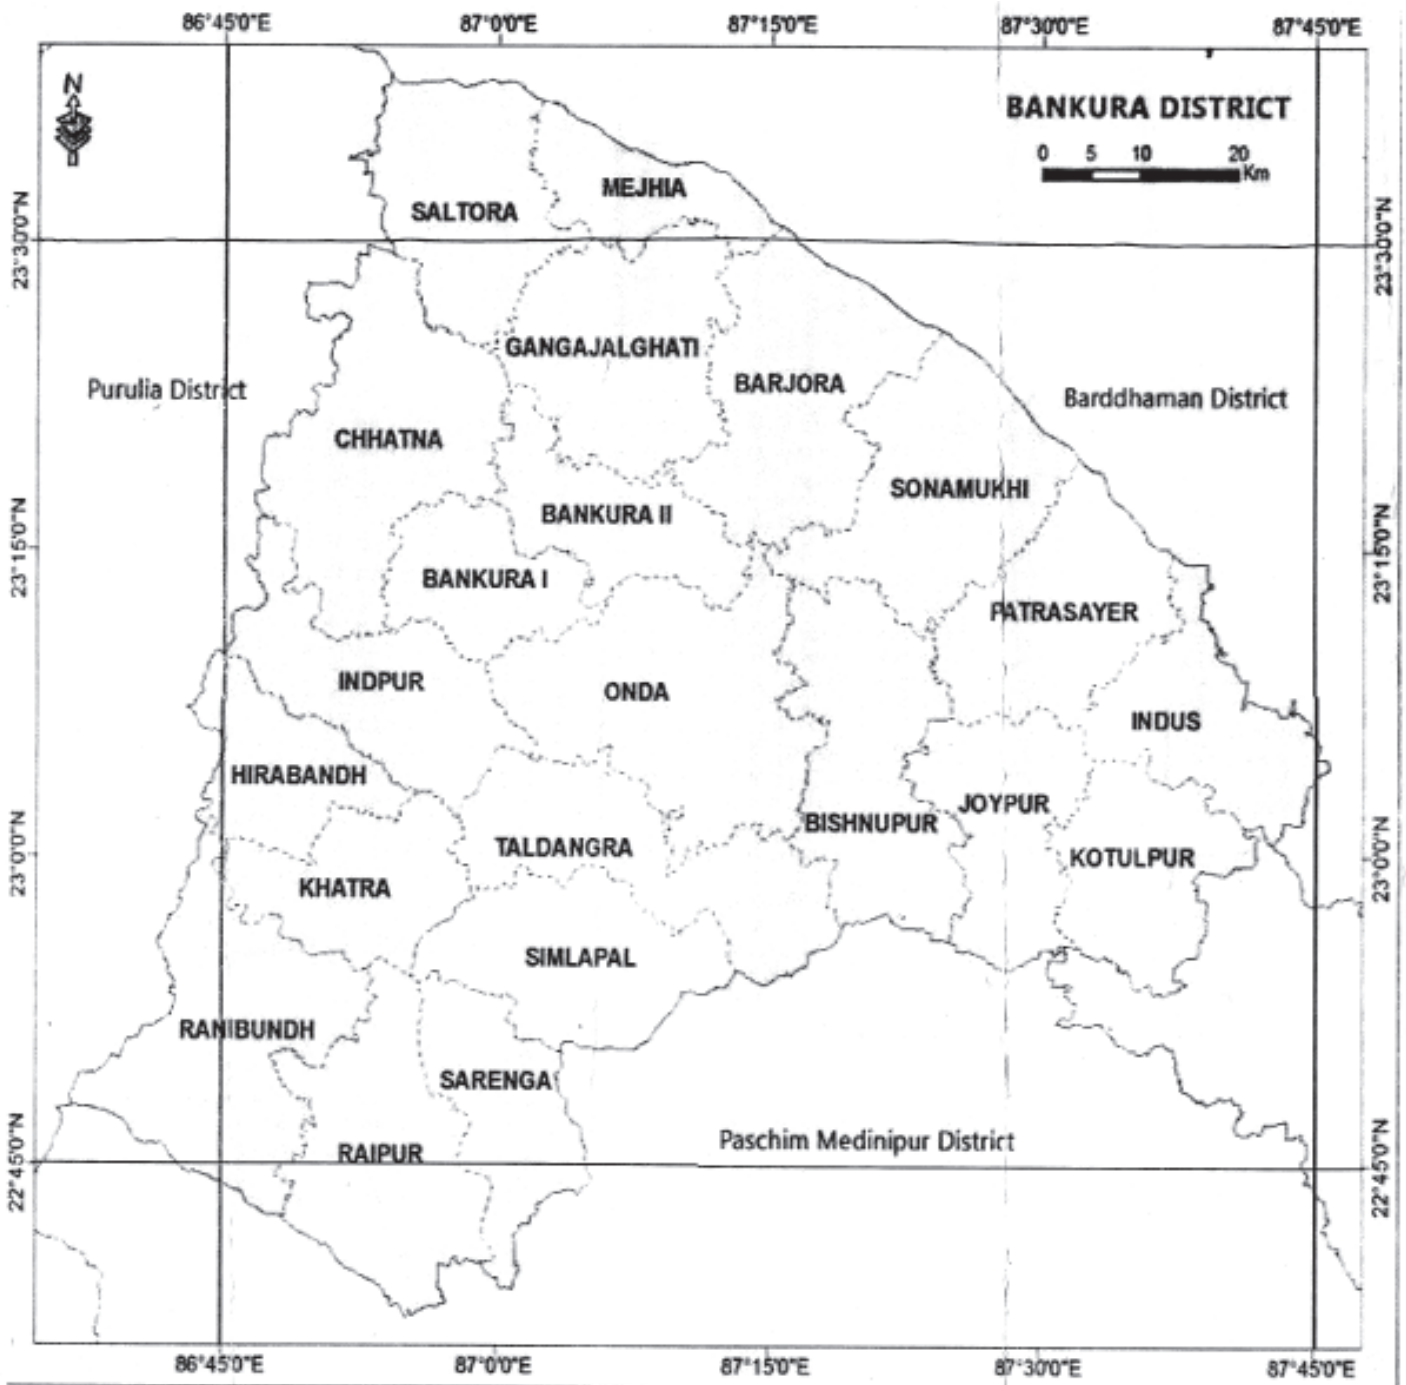 86°45'0"E 87°0'0"E 87°15'0"E 87°30'0"E 87°45'0"E
N
BANKURA DISTRICT
0 5 10 20
Km
MEJHIA
SALTORA
23°30'0"N
23°30'0"N
GANGAJALGHATI
BARJORA
Purulia District
Barddhaman District
CHHATNA
SONAMUKHI
BANKURA II
23°15'0"N
23°15'0"N
BANKURA I
PATRASAYER
INDPUR
ONDA
INDUS
HIRABANDH
JOYPUR
BISHNUPUR
TALDANGRA
KOTULPUR
23°0'0"N
23°0'0"N
KHATRA
SIMLAPAL
RANIBUNDH
SARENGA
Paschim Medinipur District
RAIPUR
22°45'0"N
22°45'0"N
86°45'0"E 87°0'0"E 87°15'0"E 87°30'0"E 87°45'0"E